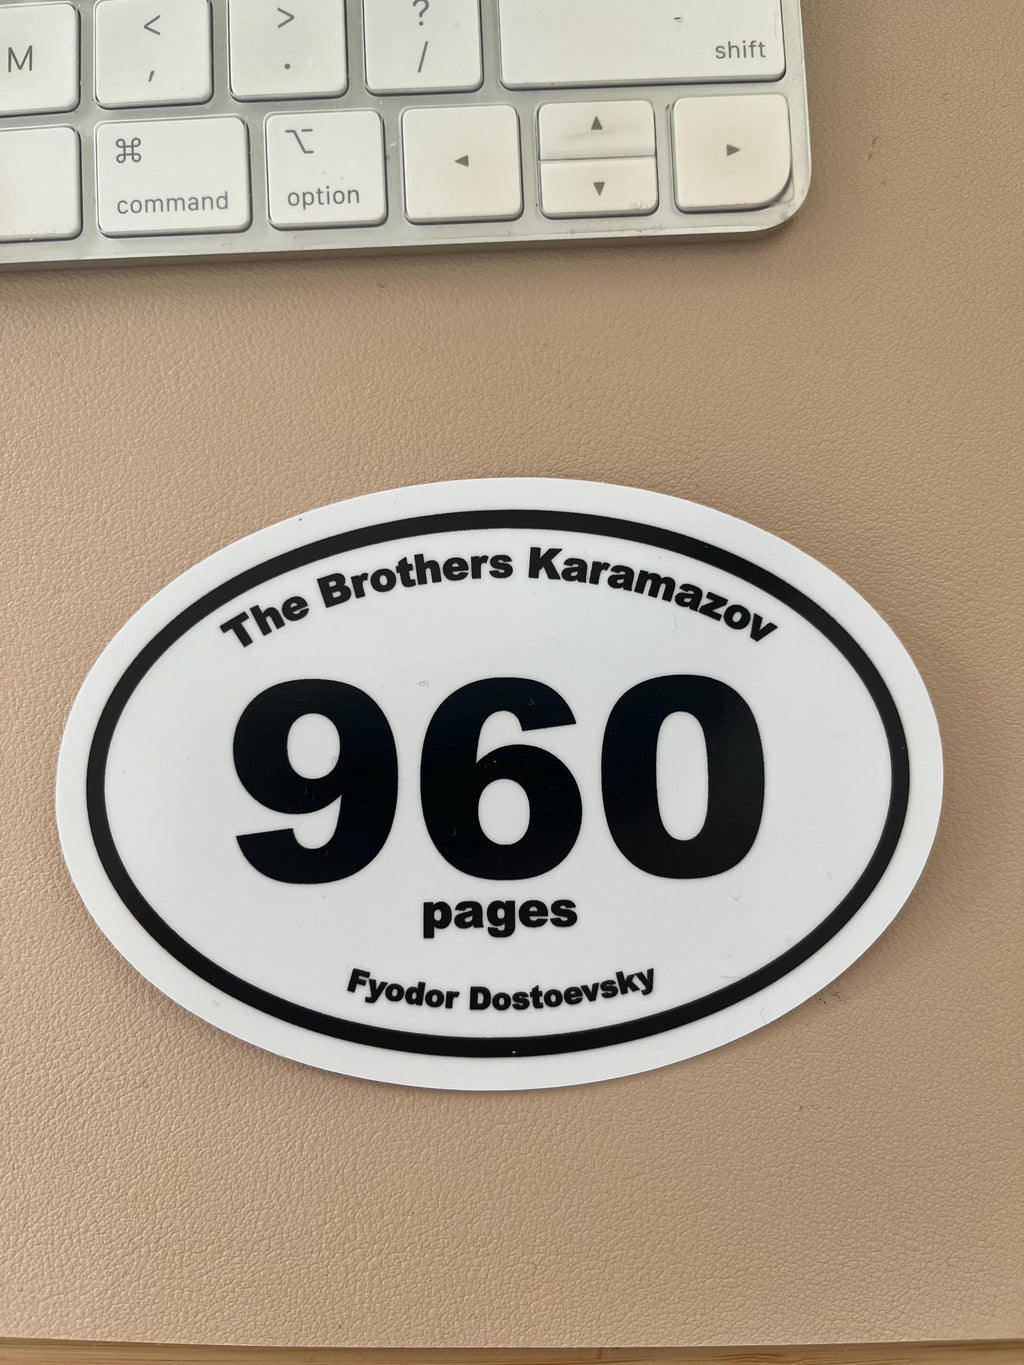 M
<
,
>
.
?
/
shift
⌘
command
⌥
option
◀
▲
▼
▶
The Brothers Karamazov
960
pages
Fyodor Dostoevsky